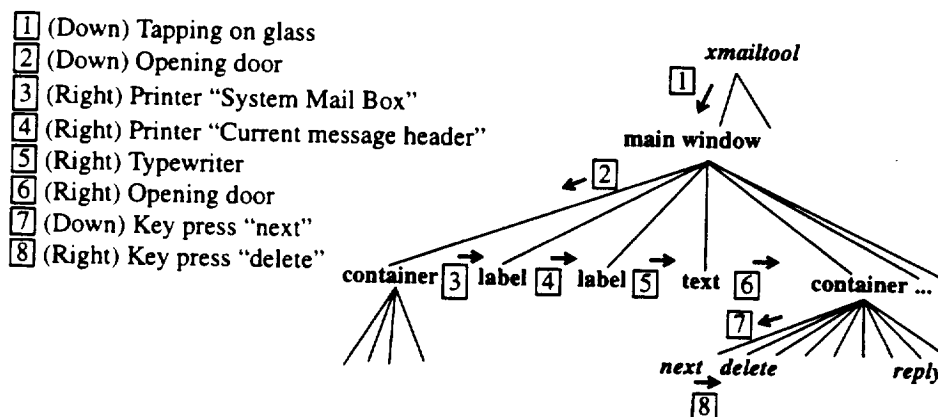 1 (Down) Tapping on glass
2 (Down) Opening door
3 (Right) Printer “System Mail Box”
4 (Right) Printer “Current message header”
5 (Right) Typewriter
6 (Right) Opening door
7 (Down) Key press “next”
8 (Right) Key press “delete”
xmailtool
1
main window
2
container 3 label 4 label 5 text 6 container ...
7
next delete reply
8